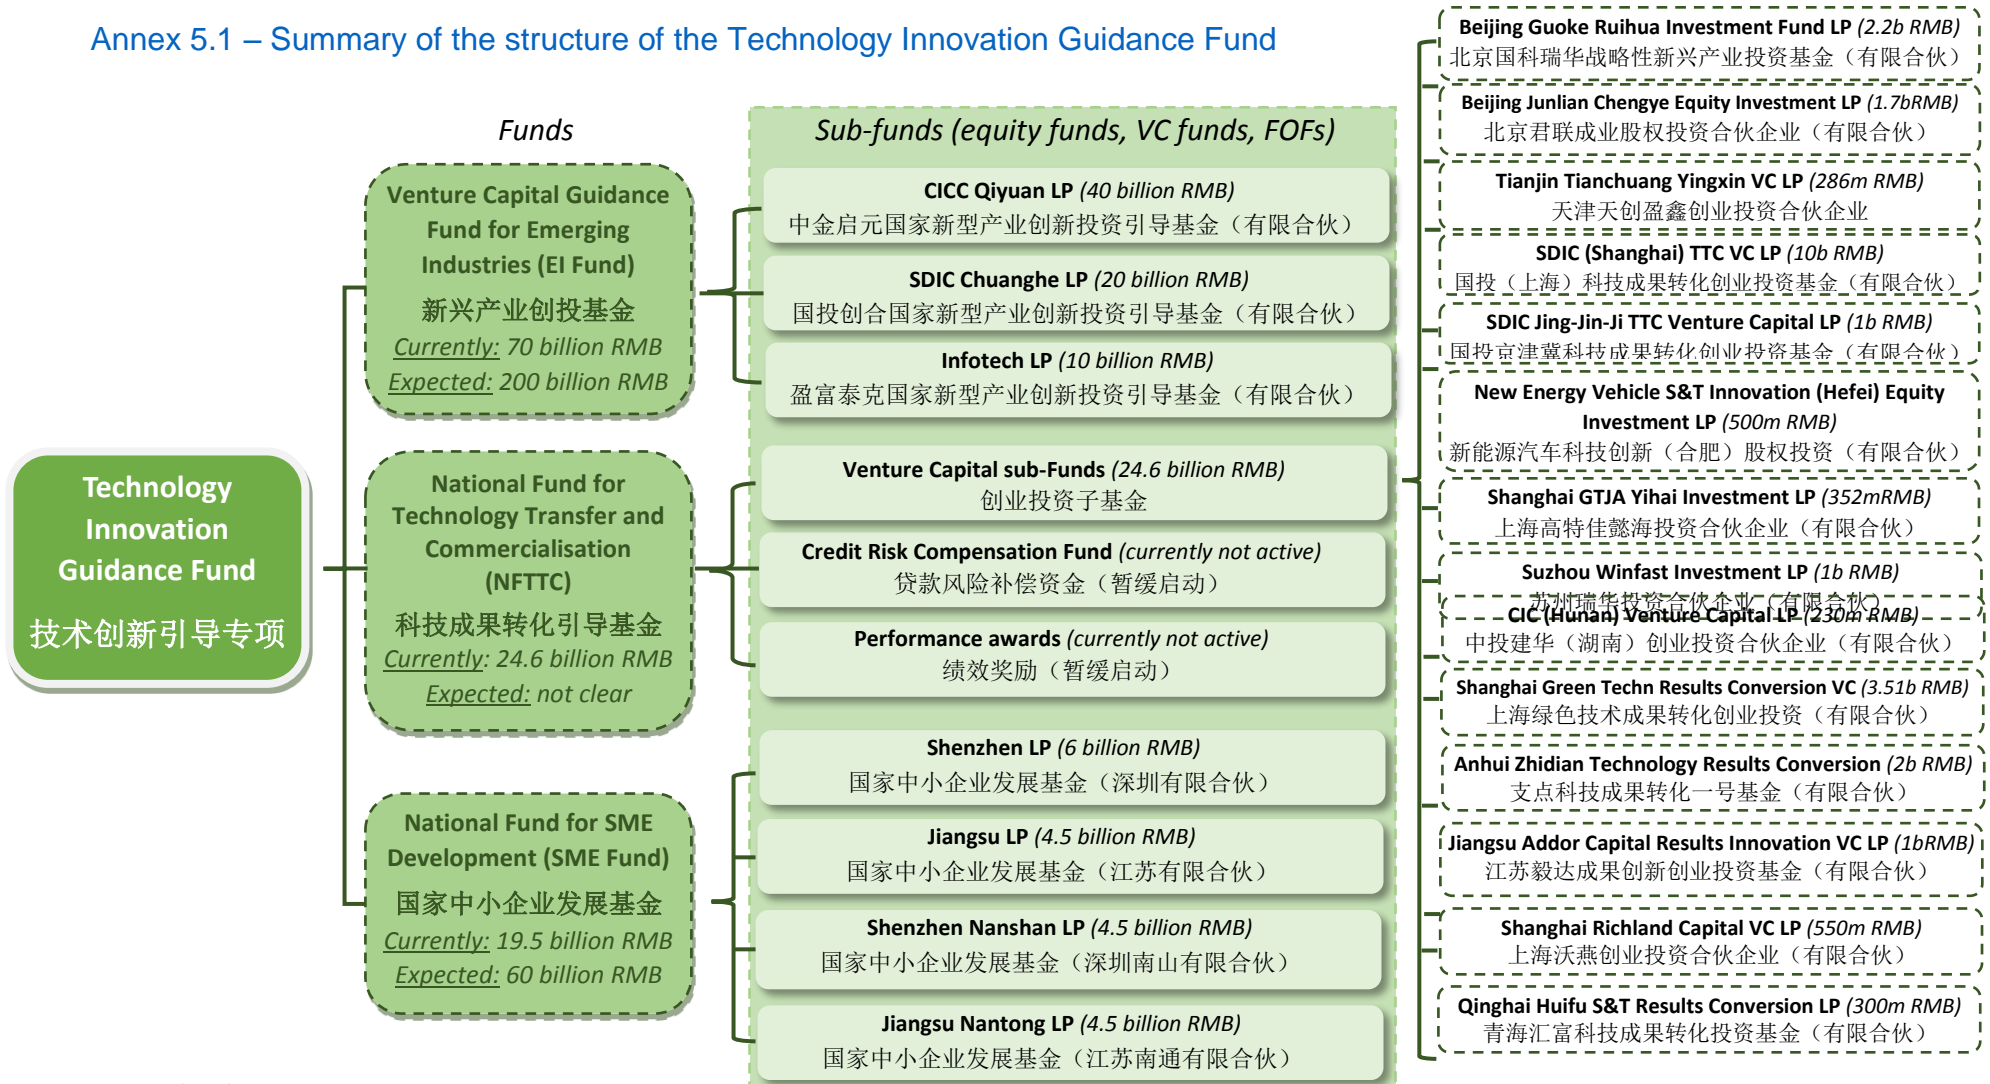 Annex 5.1 – Summary of the structure of the Technology Innovation Guidance Fund
Technology
Innovation
Guidance Fund
技术创新引导专项
Funds
Venture Capital Guidance
Fund for Emerging
Industries (EI Fund)
新兴产业创投基金
Currently: 70 billion RMB
Expected: 200 billion RMB
National Fund for
Technology Transfer and
Commercialisation
(NFTTC)
科技成果转化引导基金
Currently: 24.6 billion RMB
Expected: not clear
National Fund for SME
Development (SME Fund)
国家中小企业发展基金
Currently: 19.5 billion RMB
Expected: 60 billion RMB
Sub-funds (equity funds, VC funds, FOFs)
CICC Qiyuan LP (40 billion RMB)
中金启元国家新型产业创新投资引导基金（有限合伙）
SDIC Chuanghe LP (20 billion RMB)
国投创合国家新型产业创新投资引导基金（有限合伙）
Infotech LP (10 billion RMB)
盈富泰克国家新型产业创新投资引导基金（有限合伙）
Venture Capital sub-Funds (24.6 billion RMB)
创业投资子基金
Credit Risk Compensation Fund (currently not active)
贷款风险补偿资金（暂缓启动）
Performance awards (currently not active)
绩效奖励（暂缓启动）
Shenzhen LP (6 billion RMB)
国家中小企业发展基金（深圳有限合伙）
Jiangsu LP (4.5 billion RMB)
国家中小企业发展基金（江苏有限合伙）
Shenzhen Nanshan LP (4.5 billion RMB)
国家中小企业发展基金（深圳南山有限合伙）
Jiangsu Nantong LP (4.5 billion RMB)
国家中小企业发展基金（江苏南通有限合伙）
Beijing Guoke Ruihua Investment Fund LP (2.2b RMB)
北京国科瑞华战略性新兴产业投资基金（有限合伙）
Beijing Junlian Chengye Equity Investment LP (1.7bRMB)
北京君联成业股权投资合伙企业（有限合伙）
Tianjin Tianchuang Yingxin VC LP (286m RMB)
天津天创盈鑫创业投资合伙企业
SDIC (Shanghai) TTC VC LP (10b RMB)
国投（上海）科技成果转化创业投资基金（有限合伙）
SDIC Jing-Jin-Ji TTC Venture Capital LP (1b RMB)
国投京津冀科技成果转化创业投资基金（有限合伙）
New Energy Vehicle S&T Innovation (Hefei) Equity
Investment LP (500m RMB)
新能源汽车科技创新（合肥）股权投资（有限合伙）
Shanghai GTJA Yihai Investment LP (352mRMB)
上海高特佳懿海投资合伙企业（有限合伙）
Suzhou Winfast Investment LP (1b RMB)
苏州瑞华投资合伙企业（有限合伙）
CIC (Hunan) Venture Capital LP (230m RMB)
中投建华（湖南）创业投资合伙企业（有限合伙）
Shanghai Green Techn Results Conversion VC (3.51b RMB)
上海绿色技术成果转化创业投资（有限合伙）
Anhui Zhidian Technology Results Conversion (2b RMB)
支点科技成果转化一号基金（有限合伙）
Jiangsu Addor Capital Results Innovation VC LP (1bRMB)
江苏毅达成果创新创业投资基金（有限合伙）
Shanghai Richland Capital VC LP (550m RMB)
上海沃燕创业投资合伙企业（有限合伙）
Qinghai Huifu S&T Results Conversion LP (300m RMB)
青海汇富科技成果转化投资基金（有限合伙）